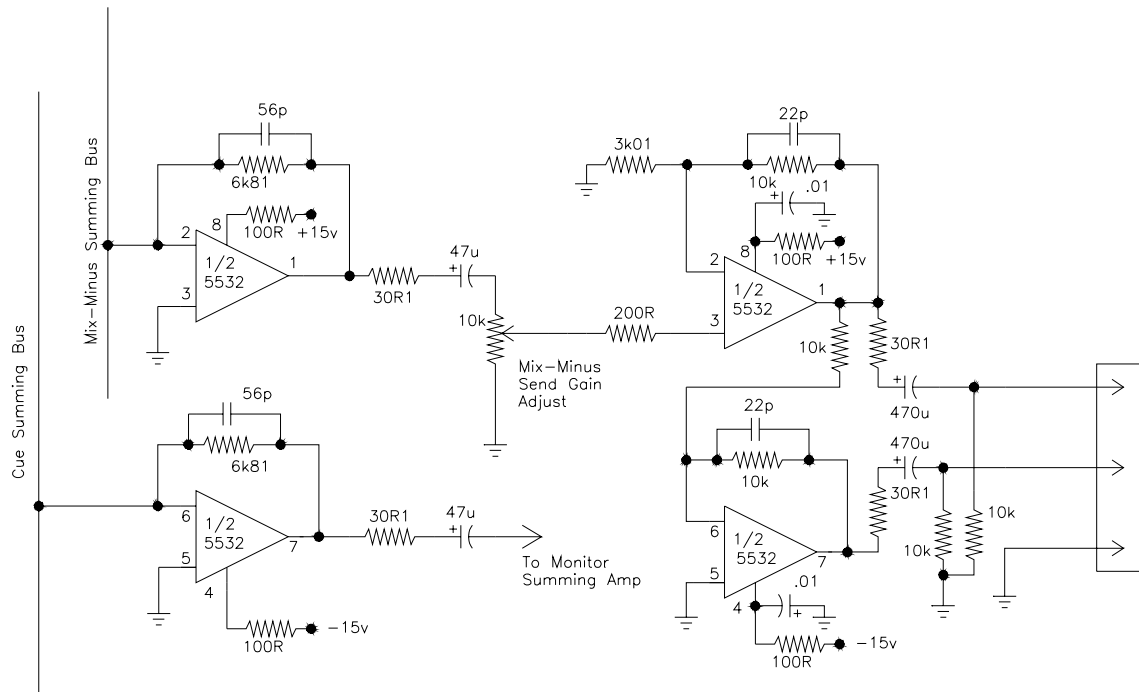 Mix-Minus Summing Bus
Cue Summing Bus
56p
6k81
8
100R
+15v
2
1/2
5532
1
3
30R1
47u
+
10k
Mix-Minus
Send Gain
Adjust
200R
3k01
22p
10k
.01
+
8
100R
+15v
2
1/2
5532
1
3
10k
30R1
+
470u
56p
6k81
6
1/2
5532
7
5
4
100R
-15v
30R1
47u
+
To Monitor
Summing Amp
22p
10k
6
1/2
5532
7
5
4
.01
+
100R
-15v
30R1
470u
+
10k
10k